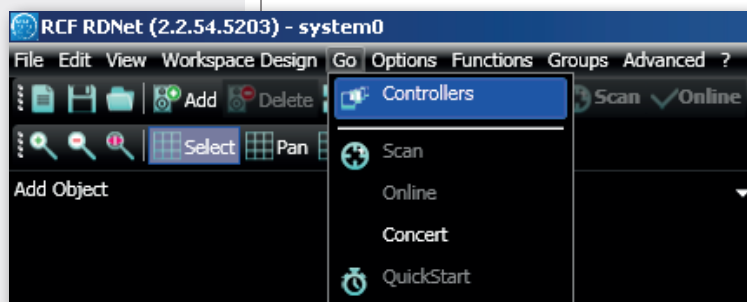 RCF RDNet (2.2.54.5203) - system0
File Edit View Workspace Design Go Options Functions Groups Advanced ?
Add Delete Scan Online
Controllers
Select Pan
Scan
Add Object
Online
Concert
QuickStart